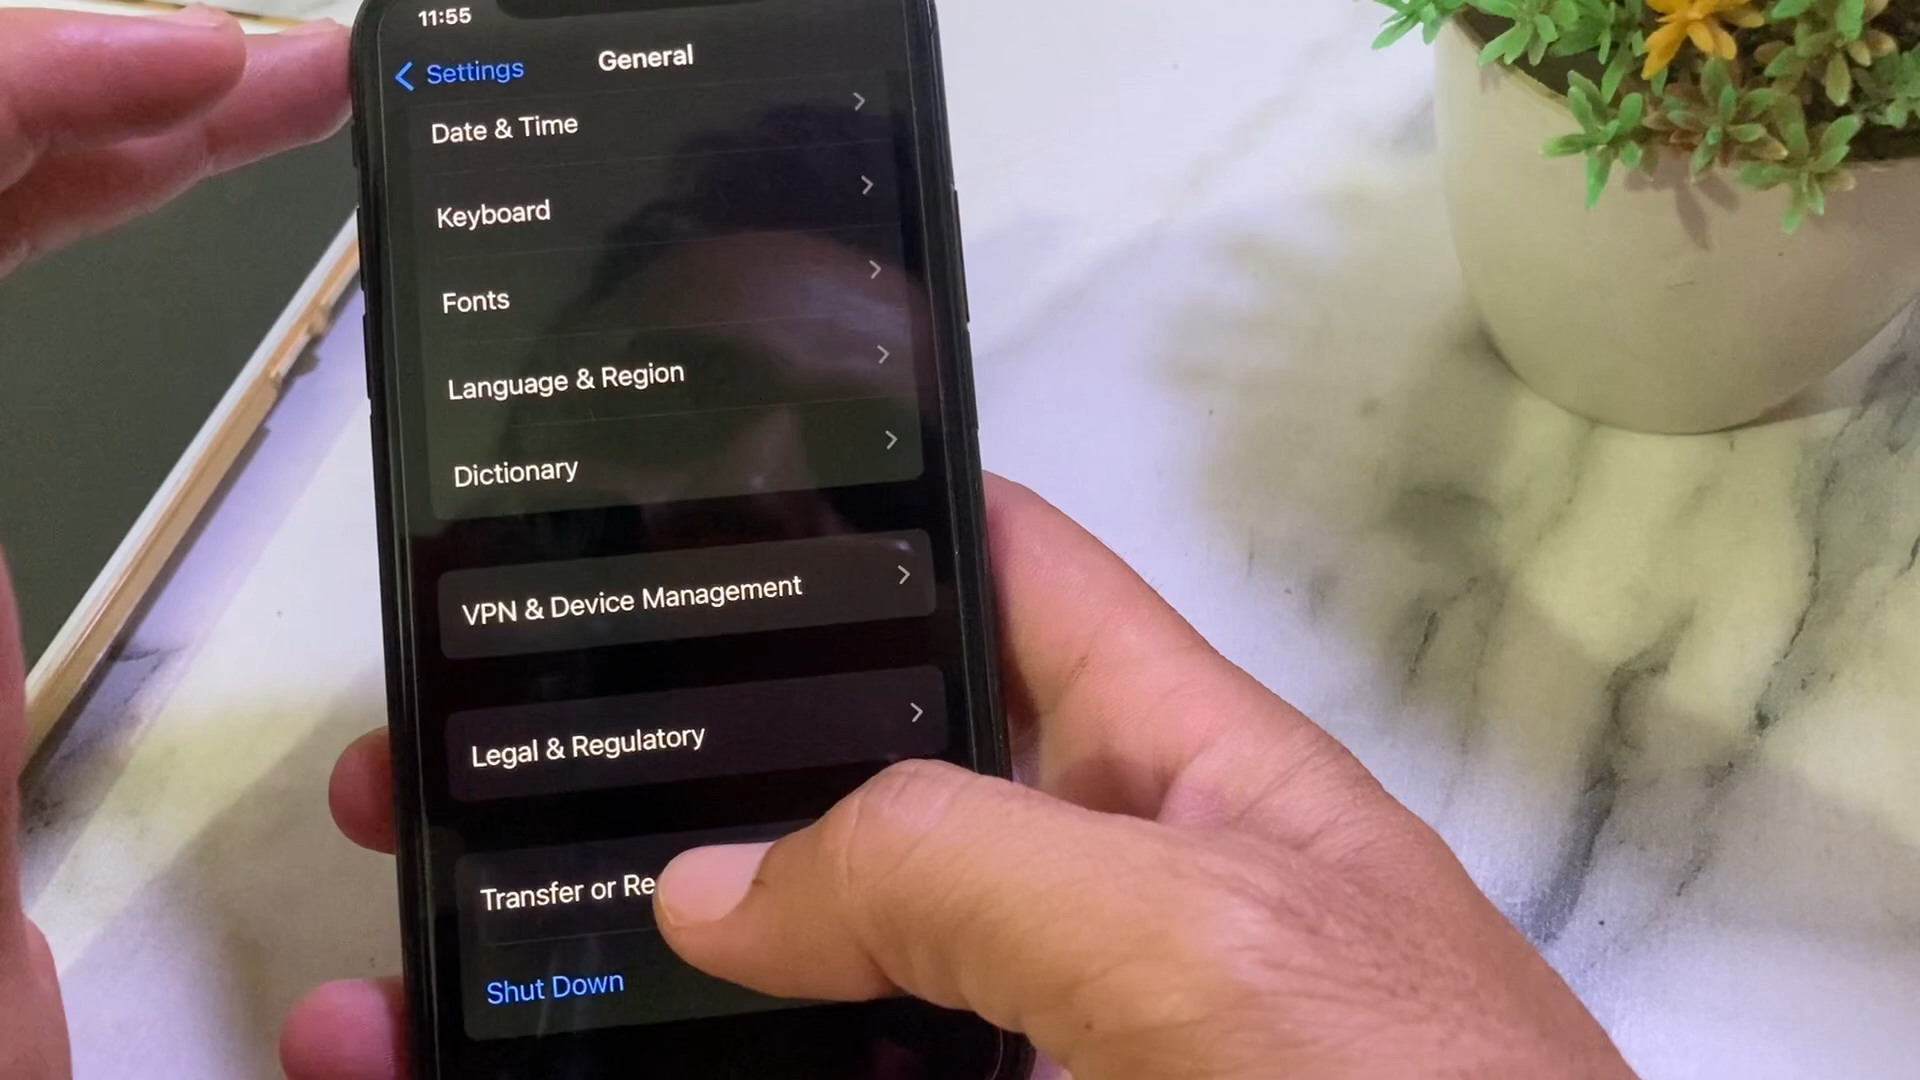 11:55
Settings
General
Date & Time
Keyboard
Fonts
Language & Region
Dictionary
VPN & Device Management
Legal & Regulatory
Transfer or Re
Shut Down